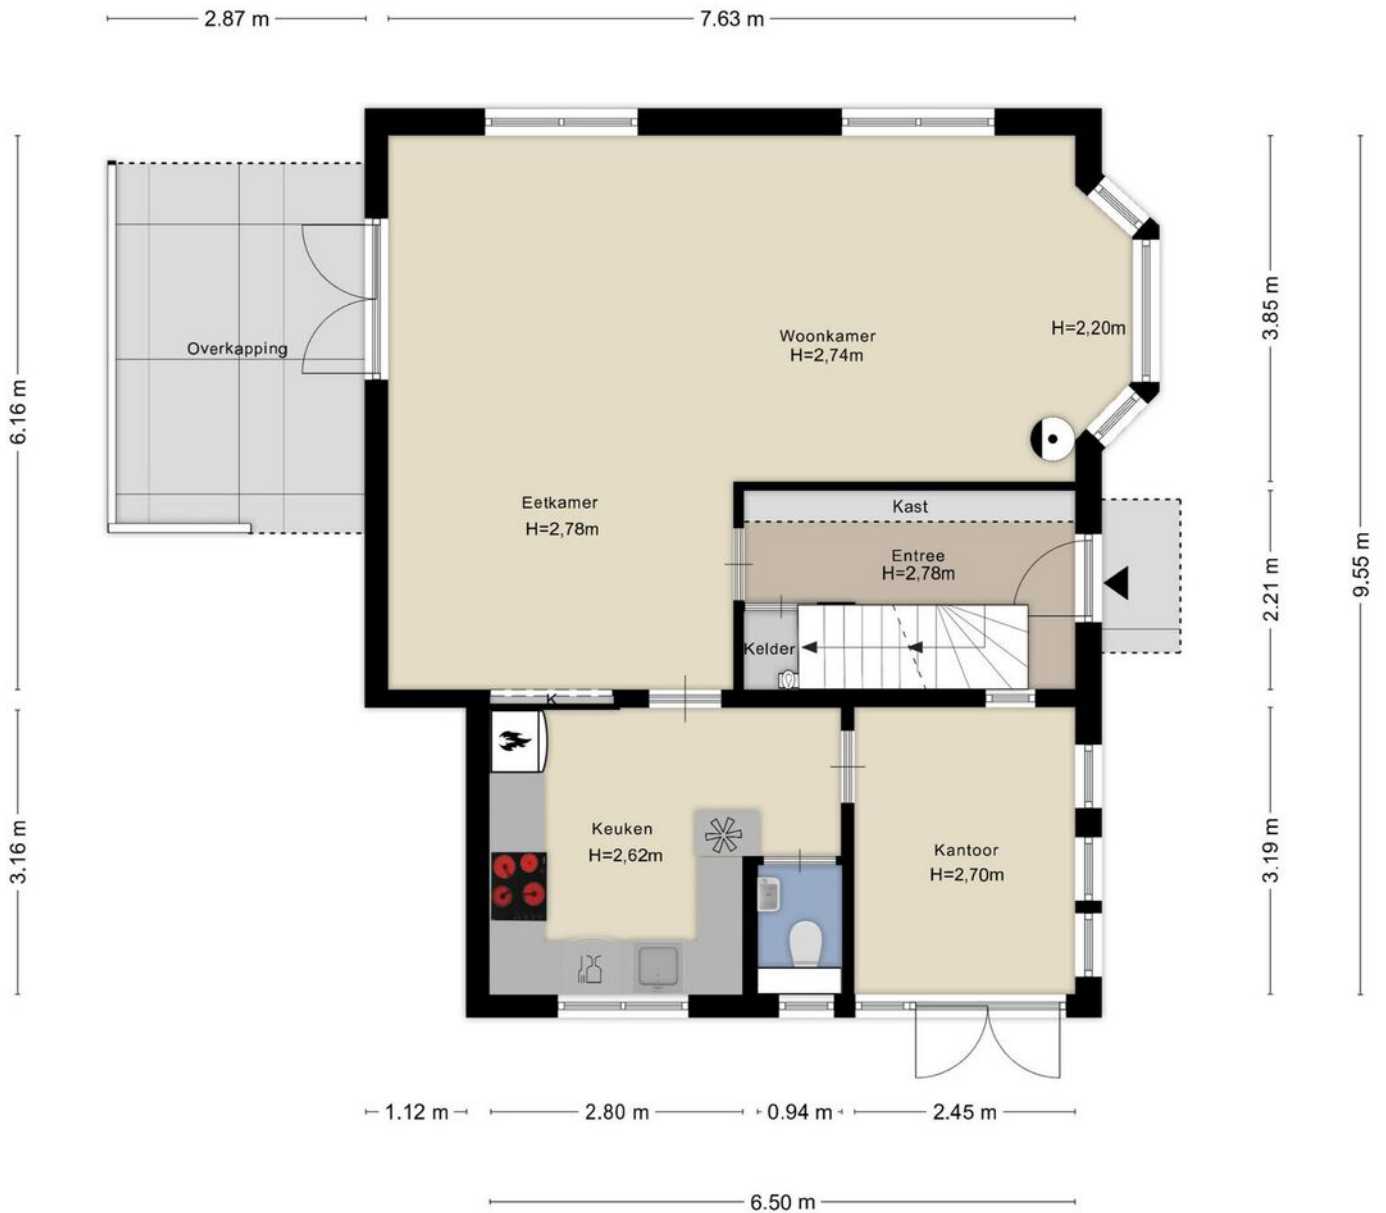 2.87 m
7.63 m
6.16 m
3.16 m
Overkapping
Woonkamer
H=2,74m
H=2,20m
Eetkamer
H=2,78m
Kast
Entree
H=2,78m
Kelder
K
Keuken
H=2,62m
Kantoor
H=2,70m
3.85 m
2.21 m
3.19 m
9.55 m
1.12 m
2.80 m
0.94 m
2.45 m
6.50 m